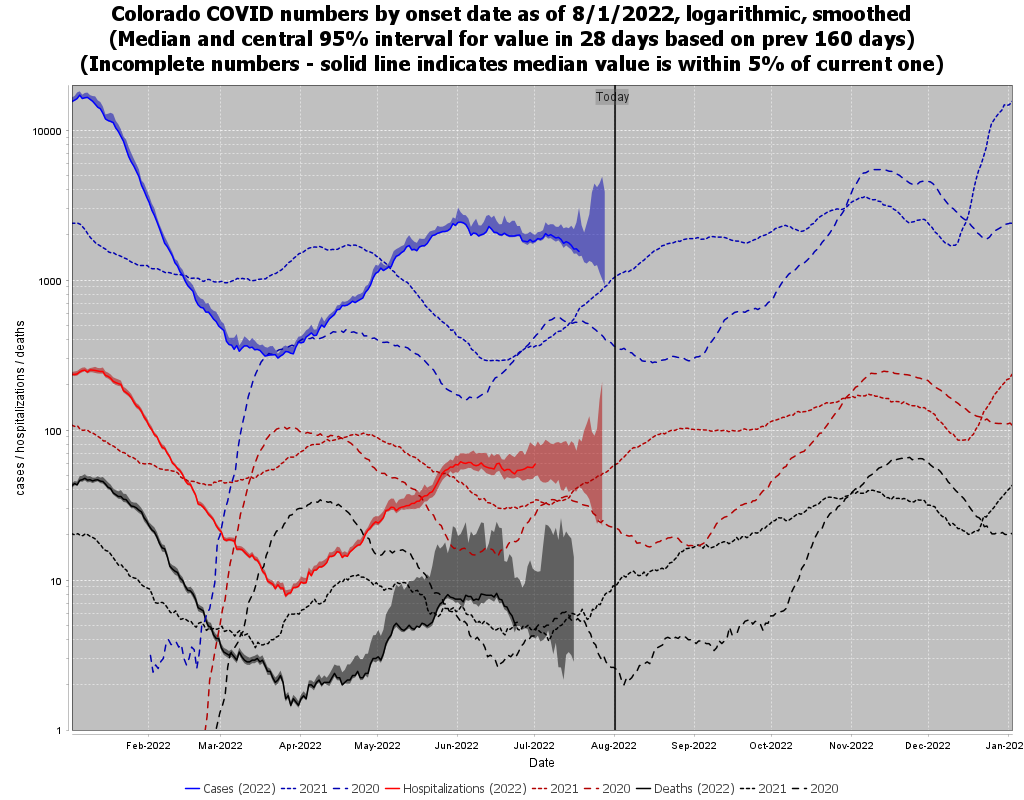 Colorado COVID numbers by onset date as of 8/1/2022, logarithmic, smoothed
(Median and central 95% interval for value in 28 days based on prev 160 days)
(Incomplete numbers - solid line indicates median value is within 5% of current one)
Today
10000
1000
100
10
1
cases / hospitalizations / deaths
Feb-2022 Mar-2022 Apr-2022 May-2022 Jun-2022 Jul-2022 Aug-2022 Sep-2022 Oct-2022 Nov-2022 Dec-2022 Jan-202
Date
Cases (2022) 2021 2020 Hospitalizations (2022) 2021 2020 Deaths (2022) 2021 2020